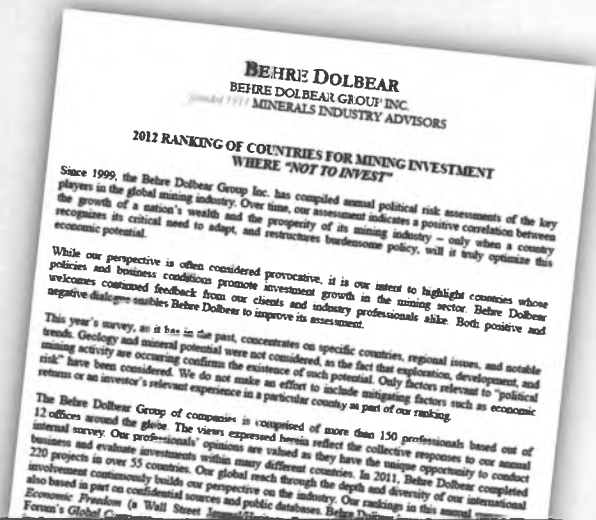 BEHRE DOLBEAR
BEHRE DOLBEAR GROUP INC.
founded 1911 MINERALS INDUSTRY ADVISORS
2012 RANKING OF COUNTRIES FOR MINING INVESTMENT
WHERE "NOT TO INVEST"
Since 1999, the Behre Dolbear Group Inc. has compiled annual political risk assessments of the key
players in the global mining industry. Over time, our assessment indicates a positive correlation between
the growth of a nation's wealth and the prosperity of its mining industry – only when a country
recognizes its critical need to adapt, and restructures burdensome policy, will it truly optimize this
economic potential.
While our perspective is often considered provocative, it is our intent to highlight countries whose
policies and business conditions promote investment growth in the mining sector. Behre Dolbear
welcomes continued feedback from our clients and industry professionals alike. Both positive and
negative dialogue enables Behre Dolbear to improve its assessment.
This year's survey, as it has in the past, concentrates on specific countries, regional issues, and notable
trends. Geology and mineral potential were not considered, as the fact that exploration, development, and
mining activity are occurring confirms the existence of such potential. Only factors relevant to "political
risk" have been considered. We do not make an effort to include mitigating factors such as economic
returns or an investor's relevant experience in a particular country as part of our ranking.
The Behre Dolbear Group of companies is comprised of more than 150 professionals based out of
12 offices around the globe. The views expressed herein reflect the collective responses to our annual
internal survey. Our professionals' opinions are valued as they have the unique opportunity to conduct
business and evaluate investments within many different countries. In 2011, Behre Dolbear completed
220 projects in over 55 countries. Our global reach through the depth and diversity of our international
involvement continuously builds our perspective on the industry. Our rankings in this annual
also based in part on confidential sources and public databases. Behre Dolbear
Economic Freedom (a Wall Street
Forum's Global